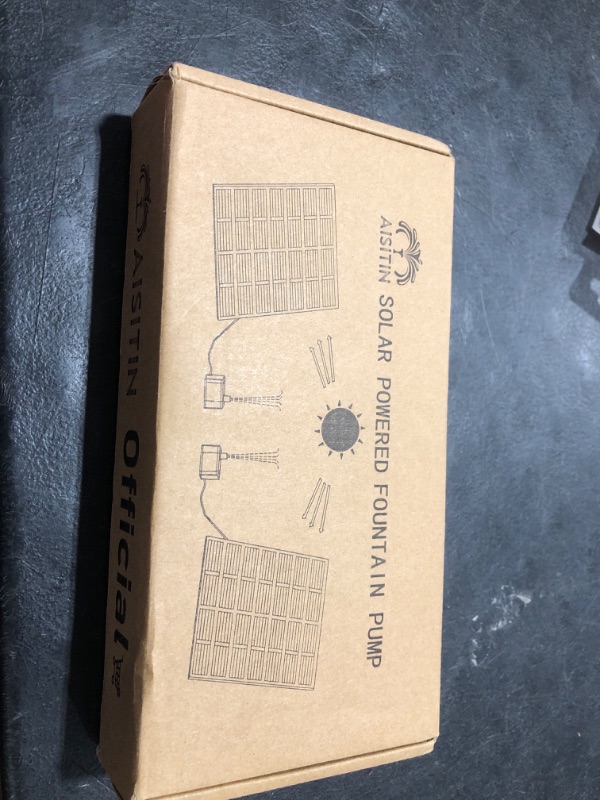 AISITIN SOLAR POWERED FOUNTAIN PUMP
AISITIN Official